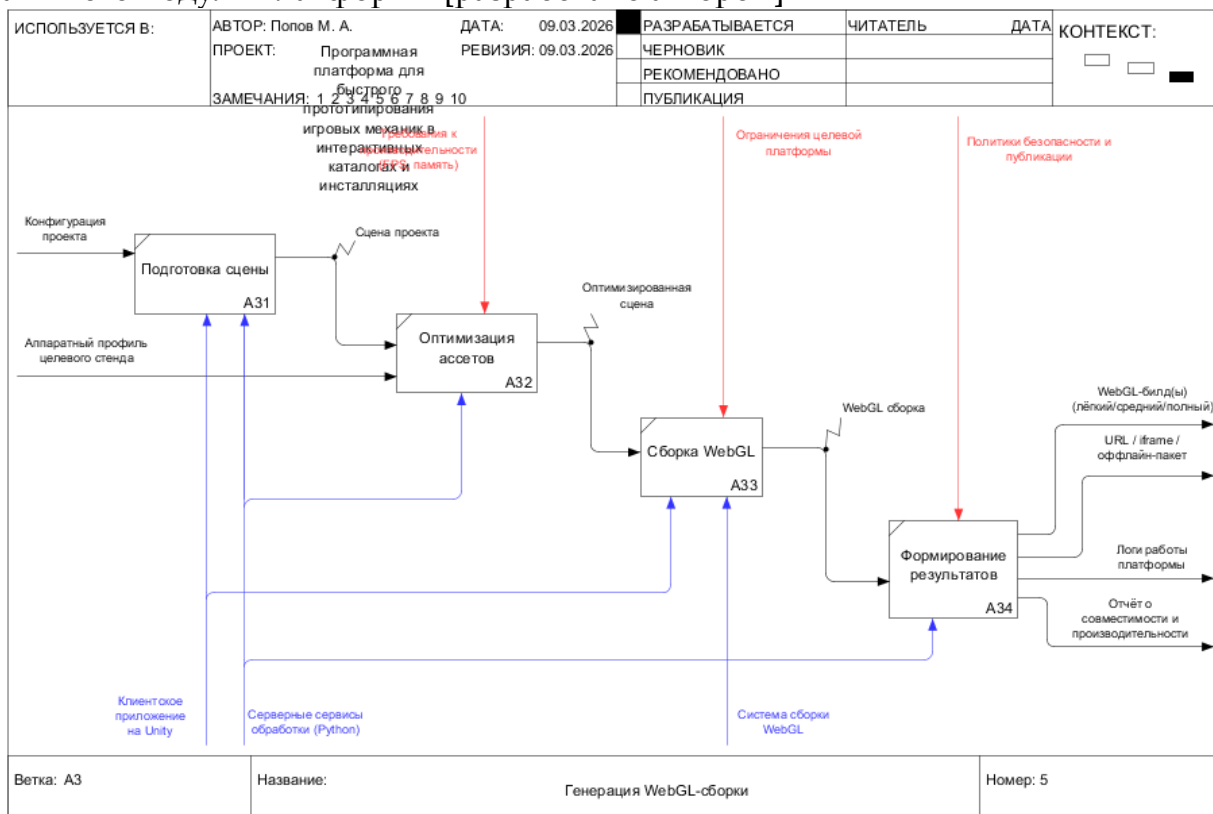 ИСПОЛЬЗУЕТСЯ В:
АВТОР: Попов М. А.
ДАТА: 09.03.2026
ПРОЕКТ: Программная
платформа для
быстрого
прототипирования
игровых механик в
интерактивных
каталогах и
инсталляциях
РЕВИЗИЯ: 09.03.2026
ЗАМЕЧАНИЯ: 1 2 3 4 5 6 7 8 9 10
РАЗРАБАТЫВАЕТСЯ
ЧЕРНОВИК
РЕКОМЕНДОВАНО
ПУБЛИКАЦИЯ
ЧИТАТЕЛЬ
ДАТА
КОНТЕКСТ:
Требования к
производительности
(FPS, память)
Ограничения целевой
платформы
Политики безопасности и
публикации
Конфигурация
проекта
Подготовка сцены
A31
Сцена проекта
Аппаратный профиль
целевого стенда
Оптимизация
ассетов
A32
Оптимизированная
сцена
Сборка WebGL
A33
WebGL сборка
Формирование
результатов
A34
WebGL-билд(ы)
(лёгкий/средний/полный)
URL / iframe /
оффлайн-пакет
Логи работы
платформы
Отчёт о
совместимости и
производительности
Клиентское
приложение
на Unity
Серверные сервисы
обработки (Python)
Система сборки
WebGL
Ветка: A3
Название:
Генерация WebGL-сборки
Номер: 5